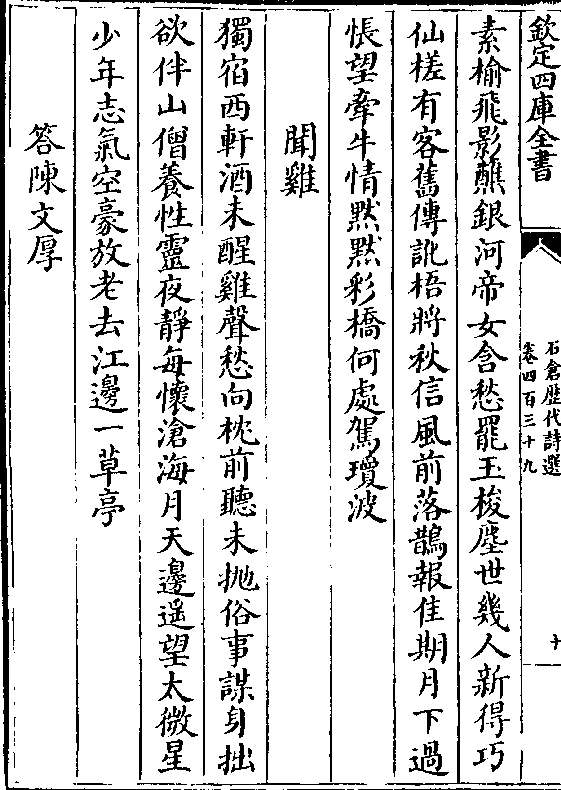 欽定四庫全書
石倉歷代詩選
卷四百三十九
十
素榆飛影蘸銀河帝女含愁罷玉梭塵世幾人新得巧
仙槎有客舊傳訛梧將秋信風前落鵲報佳期月下過
悵望牽牛情黙黙彩橋何處駕瓊波
聞雞
獨宿西軒酒未醒雞聲愁向枕前聽未抛俗事謀身拙
欲伴山僧養性靈夜靜每懷滄海月天邊遥望太微星
少年志氣空豪放老去江邊一草亭
答陳文厚